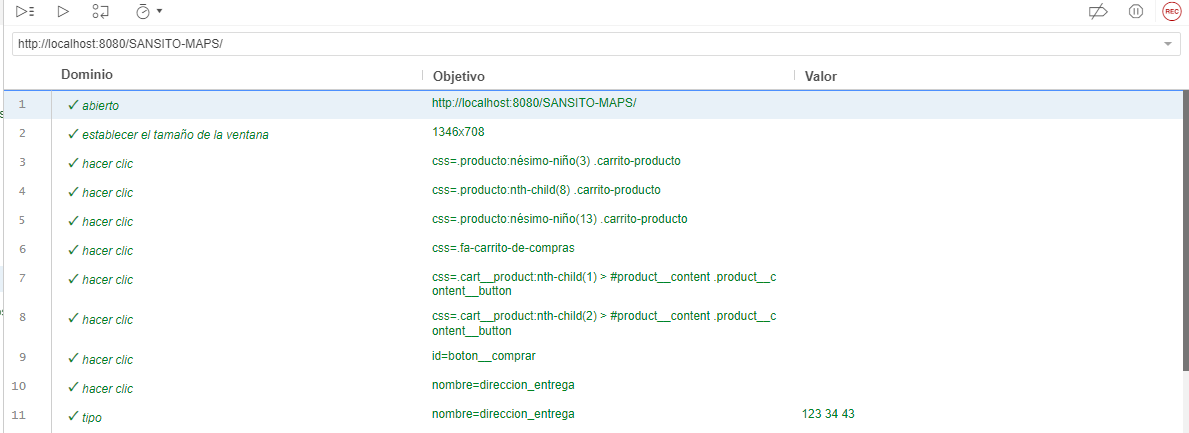 REC
http://localhost:8080/SANSITO-MAPS/
Dominio Objetivo Valor
1 ✓ abierto http://localhost:8080/SANSITO-MAPS/
2 ✓ establecer el tamaño de la ventana 1346x708
3 ✓ hacer clic css=.producto:nésimo-niño(3) .carrito-producto
4 ✓ hacer clic css=.producto:nth-child(8) .carrito-producto
5 ✓ hacer clic css=.producto:nésimo-niño(13) .carrito-producto
6 ✓ hacer clic css=.fa-carrito-de-compras
7 ✓ hacer clic css=.cart__product:nth-child(1) > #product__content .product__c
ontent__button
8 ✓ hacer clic css=.cart__product:nth-child(2) > #product__content .product__c
ontent__button
9 ✓ hacer clic id=boton__comprar
10 ✓ hacer clic nombre=direccion_entrega
11 ✓ tipo nombre=direccion_entrega 123 34 43